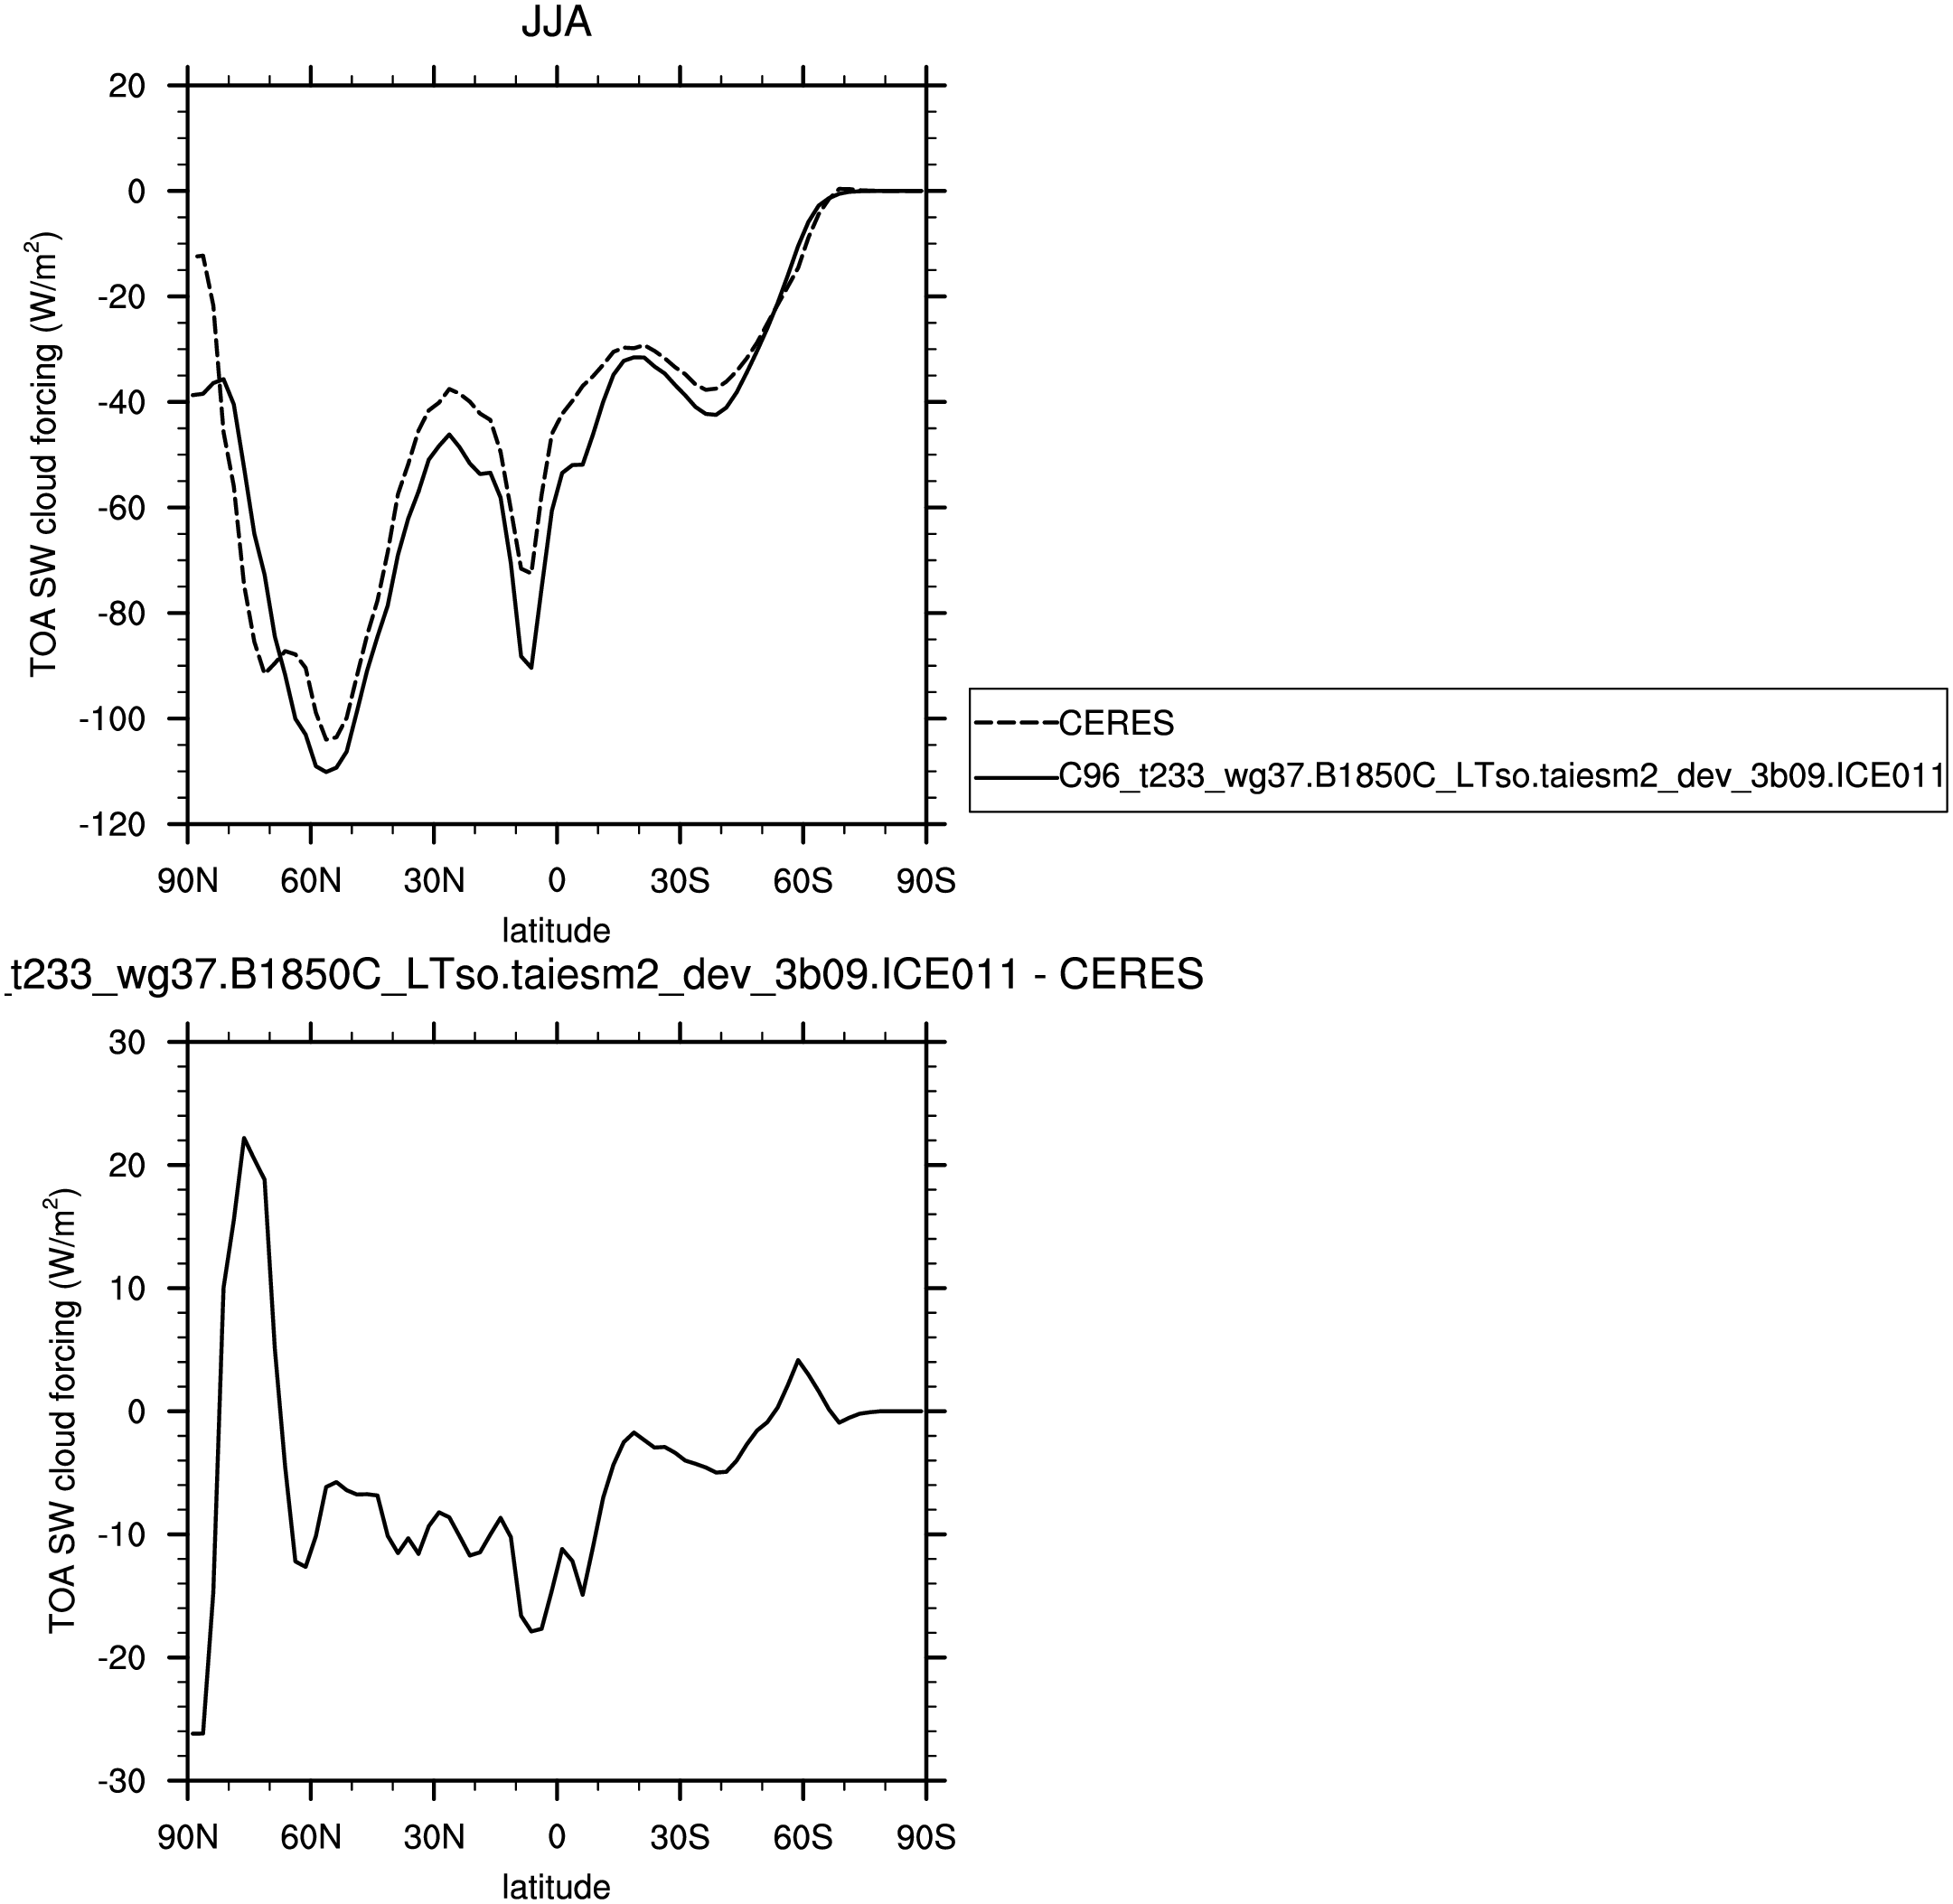 JJA
20
0
-20
-40
-60
-80
-100
-120
TOA SW cloud forcing (W/m²)
90N 60N 30N 0 30S 60S 90S
latitude
CERES
C96_t233_wg37.B1850C_LTso.taiesm2_dev_3b09.ICE011
_t233_wg37.B1850C_LTso.taiesm2_dev_3b09.ICE011 - CERES
30
20
10
0
-10
-20
-30
TOA SW cloud forcing (W/m²)
90N 60N 30N 0 30S 60S 90S
latitude